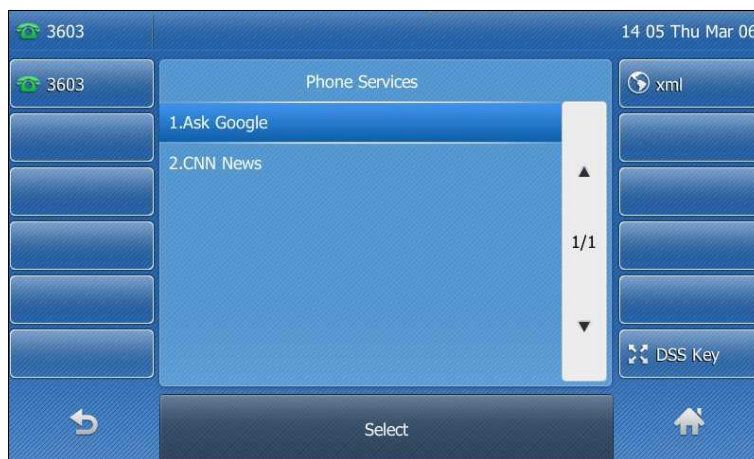 3603
14 05 Thu Mar 06
3603
Phone Services
xml
1.Ask Google
2.CNN News
1/1
DSS Key
Select